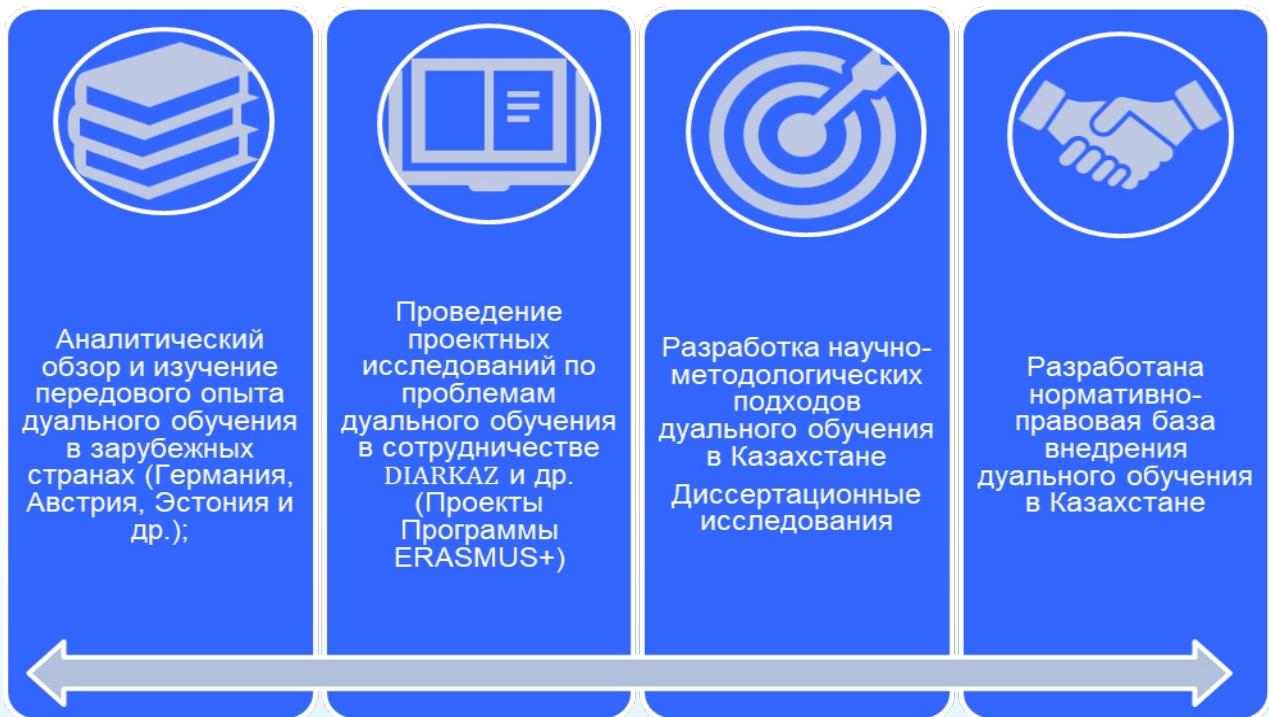 Аналитический
обзор и изучение
передового опыта
дуального обучения
в зарубежных
странах (Германия,
Австрия, Эстония и
др.);
Проведение
проектных
исследований по
проблемам
дуального обучения
в сотрудничестве
DIARKAZ и др.
(Проекты
Программы
ERASMUS+)
Разработка научно-
методологических
подходов
дуального обучения
в Казахстане
Диссертационные
исследования
Разработана
нормативно-
правовая база
внедрения
дуального обучения
в Казахстане